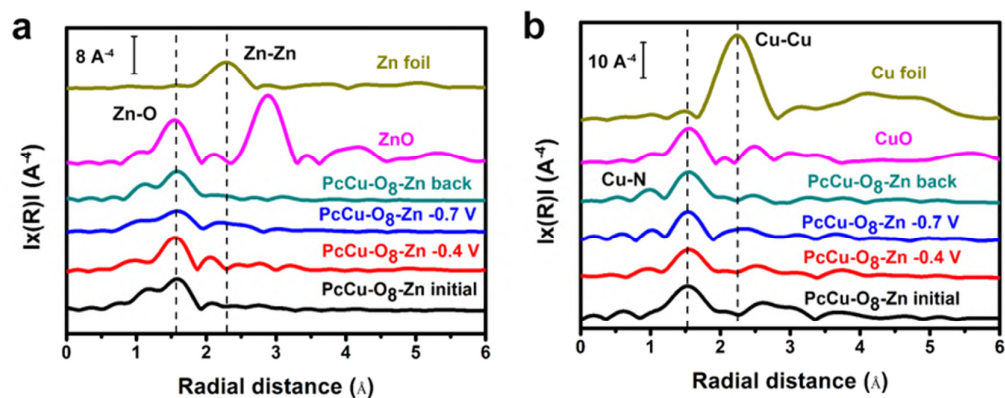 a
8 A-4
Zn-Zn
Zn foil
Zn-O
ZnO
PcCu-O8-Zn back
PcCu-O8-Zn -0.7 V
PcCu-O8-Zn -0.4 V
PcCu-O8-Zn initial
Ix(R)I (A-4)
0 1 2 3 4 5 6
Radial distance (Å)
b
10 A-4
Cu-Cu
Cu foil
CuO
Cu-N
PcCu-O8-Zn back
PcCu-O8-Zn -0.7 V
PcCu-O8-Zn -0.4 V
PcCu-O8-Zn initial
Ix(R)I (A-4)
0 1 2 3 4 5 6
Radial distance (Å)